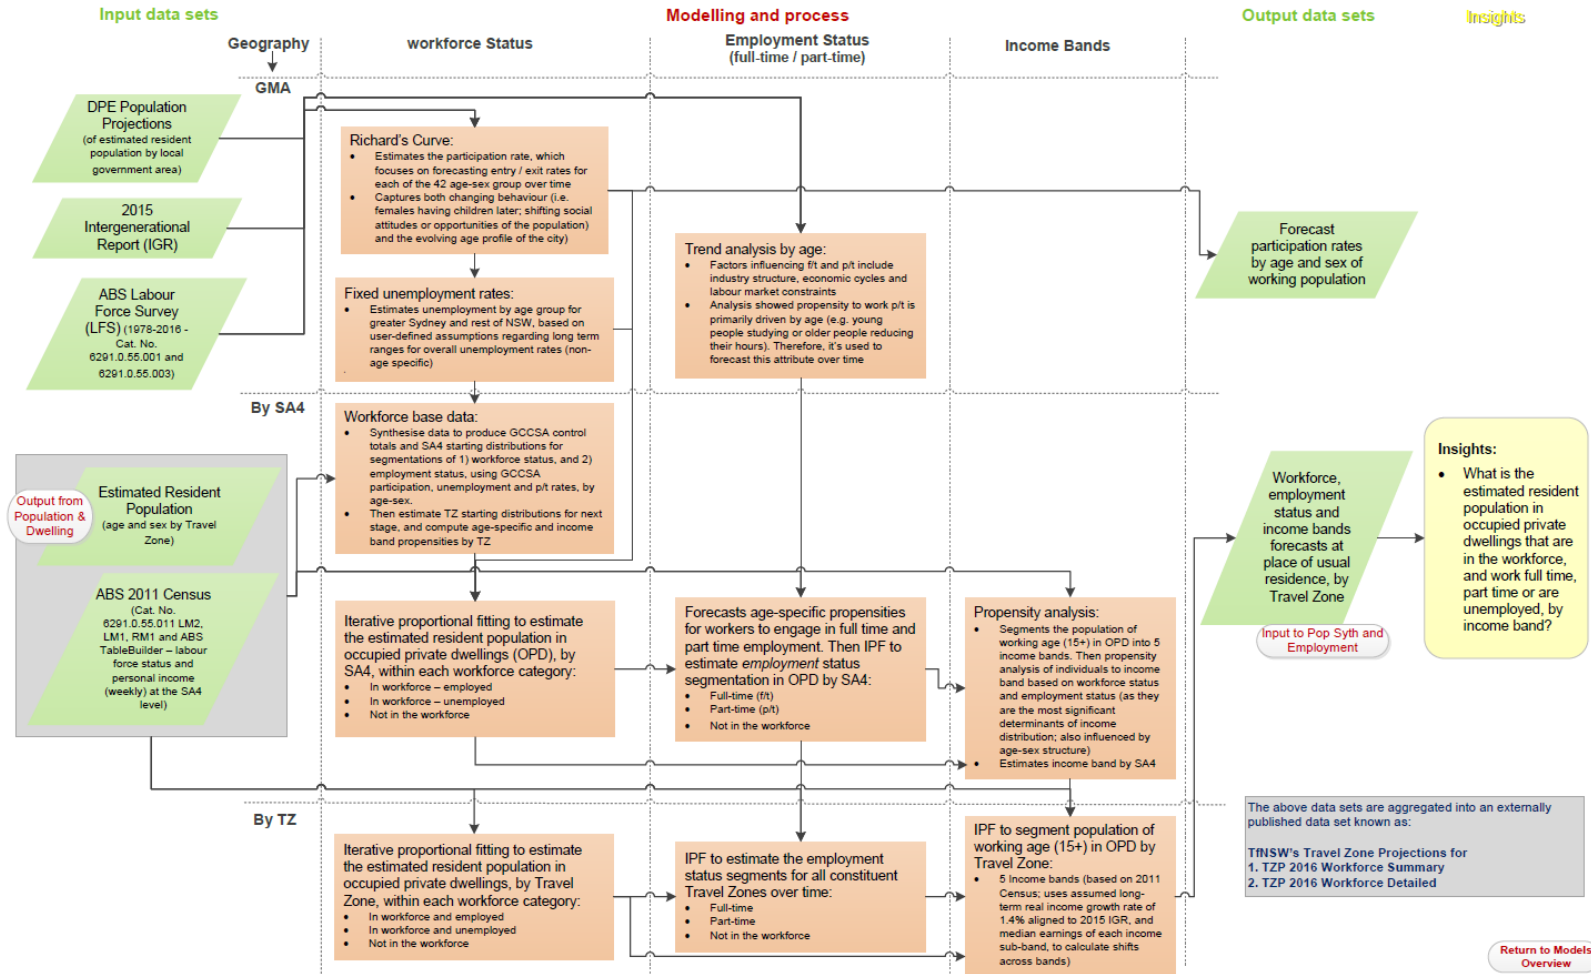 Input data sets
Modelling and process
Output data sets
Insights
Geography
workforce Status
Employment Status
(full-time / part-time)
Income Bands
GMA
DPE Population
Projections
(of estimated resident
population by local
government area)
2015
Intergenerational
Report (IGR)
ABS Labour
Force Survey
(LFS) (1978-2016 -
Cat. No.
6291.0.55.001 and
6291.0.55.003)
Richard's Curve:
• Estimates the participation rate, which
focuses on forecasting entry / exit rates for
each of the 42 age-sex group over time
• Captures both changing behaviour (i.e.
females having children later; shifting social
attitudes or opportunities of the population)
and the evolving age profile of the city)
Fixed unemployment rates:
• Estimates unemployment by age group for
greater Sydney and rest of NSW, based on
user-defined assumptions regarding long term
ranges for overall unemployment rates (non-
age specific)
.
Trend analysis by age:
• Factors influencing f/t and p/t include
industry structure, economic cycles and
labour market constraints
• Analysis showed propensity to work p/t is
primarily driven by age (e.g. young
people studying or older people reducing
their hours). Therefore, it's used to
forecast this attribute over time
Forecast
participation rates
by age and sex of
working population
By SA4
Output from
Population &
Dwelling
Estimated Resident
Population
(age and sex by Travel
Zone)
ABS 2011 Census
(Cat. No.
6291.0.55.011 LM2,
LM1, RM1 and ABS
TableBuilder – labour
force status and
personal income
(weekly) at the SA4
level)
Workforce base data:
• Synthesise data to produce GCCSA control
totals and SA4 starting distributions for
segmentations of 1) workforce status, and 2)
employment status, using GCCSA
participation, unemployment and p/t rates, by
age-sex.
• Then estimate TZ starting distributions for next
stage, and compute age-specific and income
band propensities by TZ
Iterative proportional fitting to estimate
the estimated resident population in
occupied private dwellings (OPD), by
SA4, within each workforce category:
• In workforce – employed
• In workforce – unemployed
• Not in the workforce
Forecasts age-specific propensities
for workers to engage in full time and
part time employment. Then IPF to
estimate employment status
segmentation in OPD by SA4:
• Full-time (f/t)
• Part-time (p/t)
• Not in the workforce
Propensity analysis:
• Segments the population of
working age (15+) in OPD into 5
income bands. Then propensity
analysis of individuals to income
band based on workforce status
and employment status (as they
are the most significant
determinants of income
distribution; also influenced by
age-sex structure)
• Estimates income band by SA4
Workforce,
employment
status and
income bands
forecasts at
place of usual
residence, by
Travel Zone
Input to Pop Syth and
Employment
Insights:
• What is the
estimated resident
population in
occupied private
dwellings that are
in the workforce,
and work full time,
part time or are
unemployed, by
income band?
By TZ
Iterative proportional fitting to estimate
the estimated resident population in
occupied private dwellings, by Travel
Zone, within each workforce category:
• In workforce and employed
• In workforce and unemployed
• Not in the workforce
IPF to estimate the employment
status segments for all constituent
Travel Zones over time:
• Full-time
• Part-time
• Not in the workforce
IPF to segment population of
working age (15+) in OPD by
Travel Zone:
• 5 Income bands (based on 2011
Census; uses assumed long-
term real income growth rate of
1.4% aligned to 2015 IGR, and
median earnings of each income
sub-band, to calculate shifts
across bands)
The above data sets are aggregated into an externally
published data set known as:
TfNSW's Travel Zone Projections for
1. TZP 2016 Workforce Summary
2. TZP 2016 Workforce Detailed
Return to Models
Overview